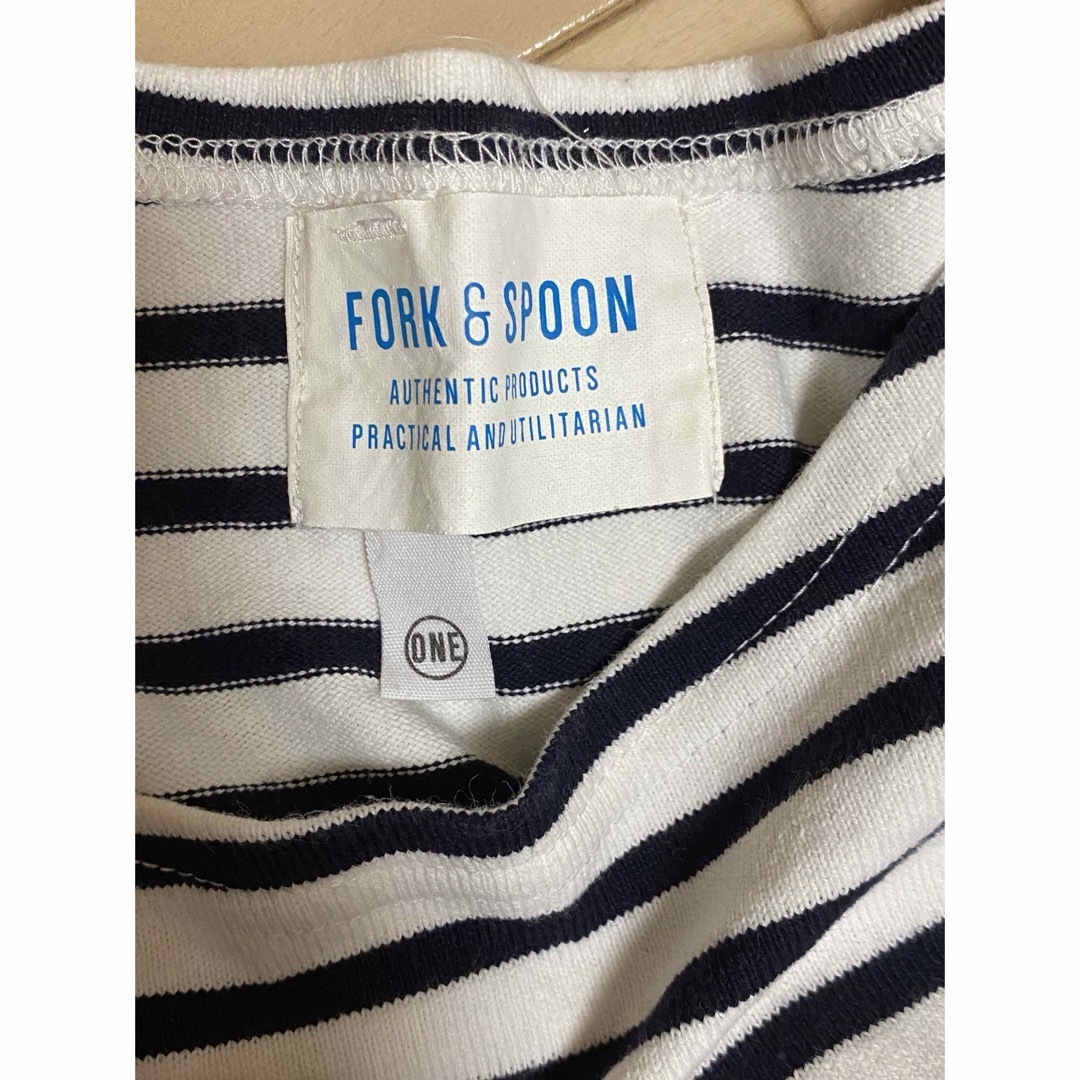 FORK & SPOON
AUTHENTIC PRODUCTS
PRACTICAL AND UTILITARIAN
ONE